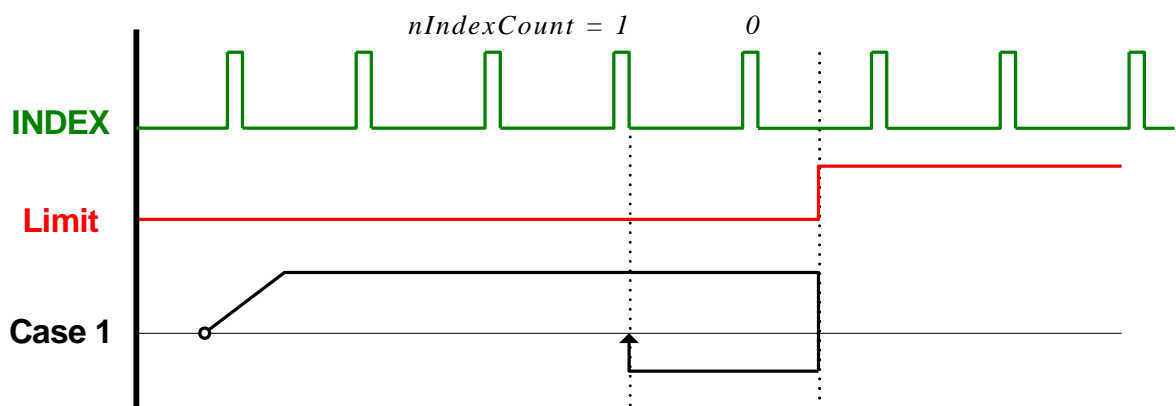 nIndexCount = 1 0
INDEX
Limit
Case 1